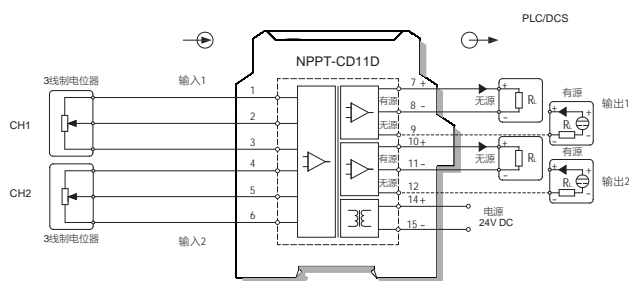 PLC/DCS
NPPT-CD11D
3线制电位器
输入1
CH1
1
2
3
CH2
4
5
6
3线制电位器
输入2
有源
无源
有源
无源
7 +
8 −
9
10 +
11 −
12
14 +
15 −
无源
+
−
RL
有源
+
−
RL
输出1
无源
+
−
RL
有源
+
−
RL
输出2
电源
24V DC